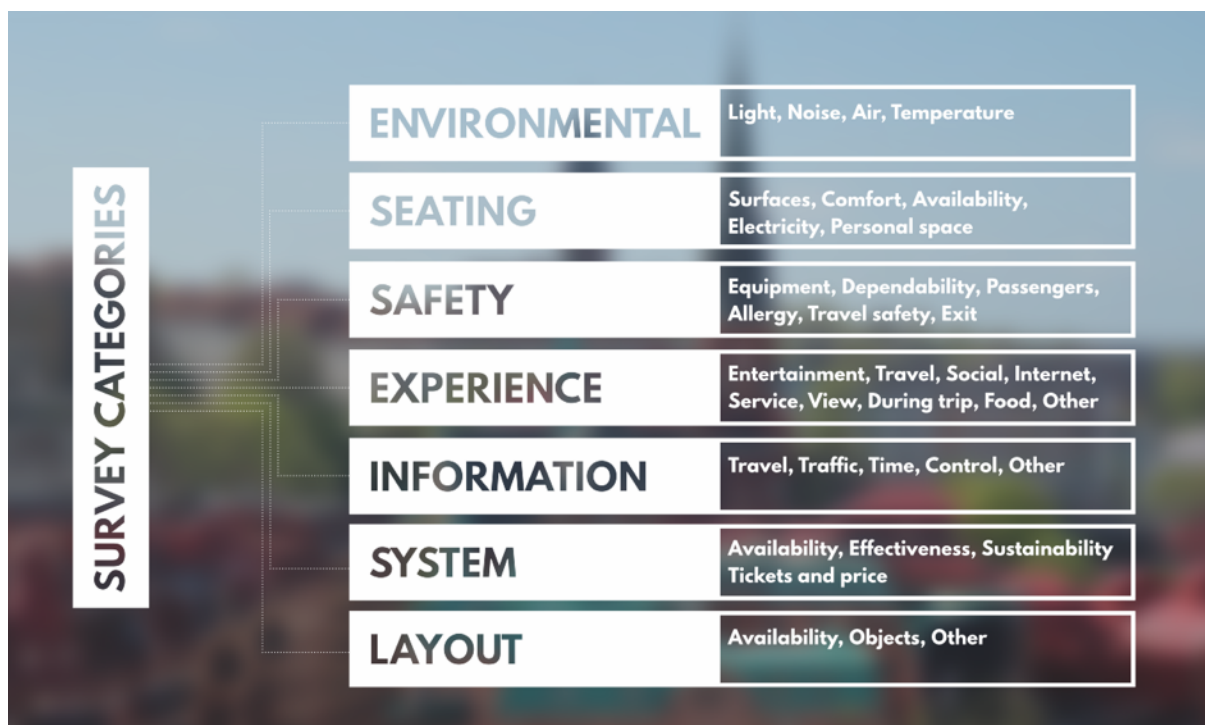 SURVEY CATEGORIES
ENVIRONMENTAL
Light, Noise, Air, Temperature
SEATING
Surfaces, Comfort, Availability,
Electricity, Personal space
SAFETY
Equipment, Dependability, Passengers,
Allergy, Travel safety, Exit
EXPERIENCE
Entertainment, Travel, Social, Internet,
Service, View, During trip, Food, Other
INFORMATION
Travel, Traffic, Time, Control, Other
SYSTEM
Availability, Effectiveness, Sustainability
Tickets and price
LAYOUT
Availability, Objects, Other